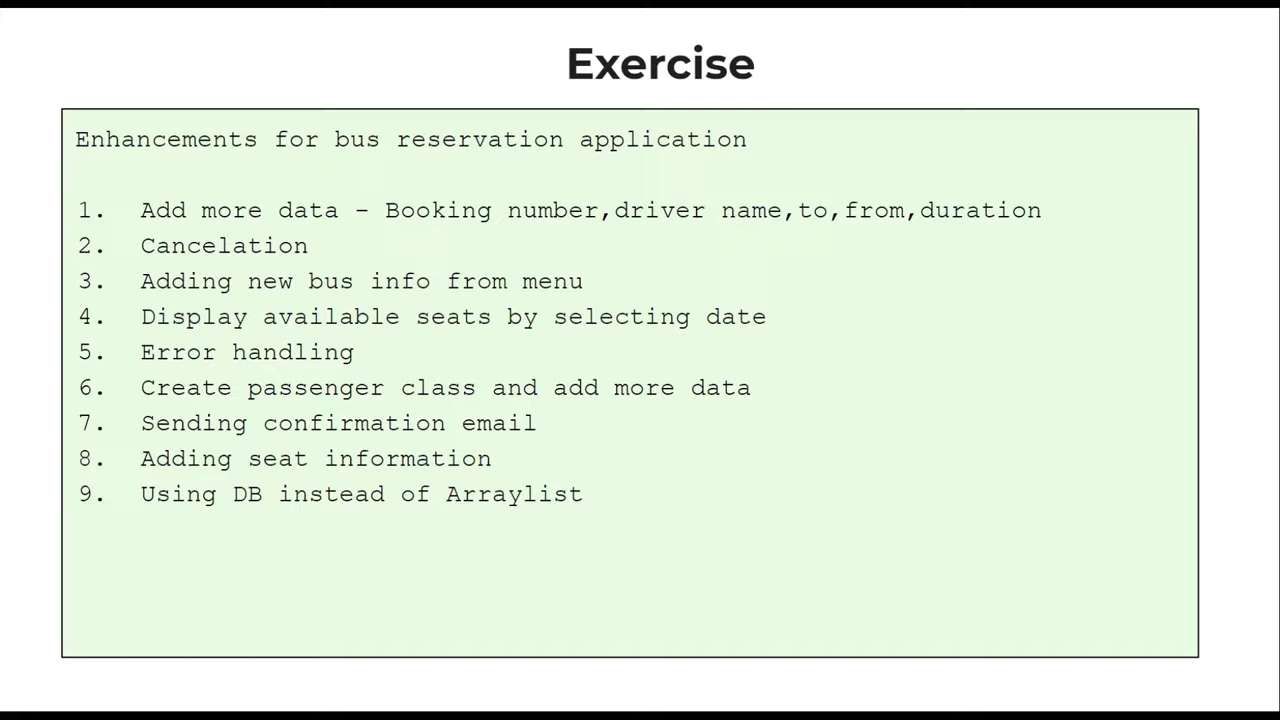 Exercise
Enhancements for bus reservation application
1. Add more data - Booking number,driver name,to,from,duration
2. Cancelation
3. Adding new bus info from menu
4. Display available seats by selecting date
5. Error handling
6. Create passenger class and add more data
7. Sending confirmation email
8. Adding seat information
9. Using DB instead of Arraylist